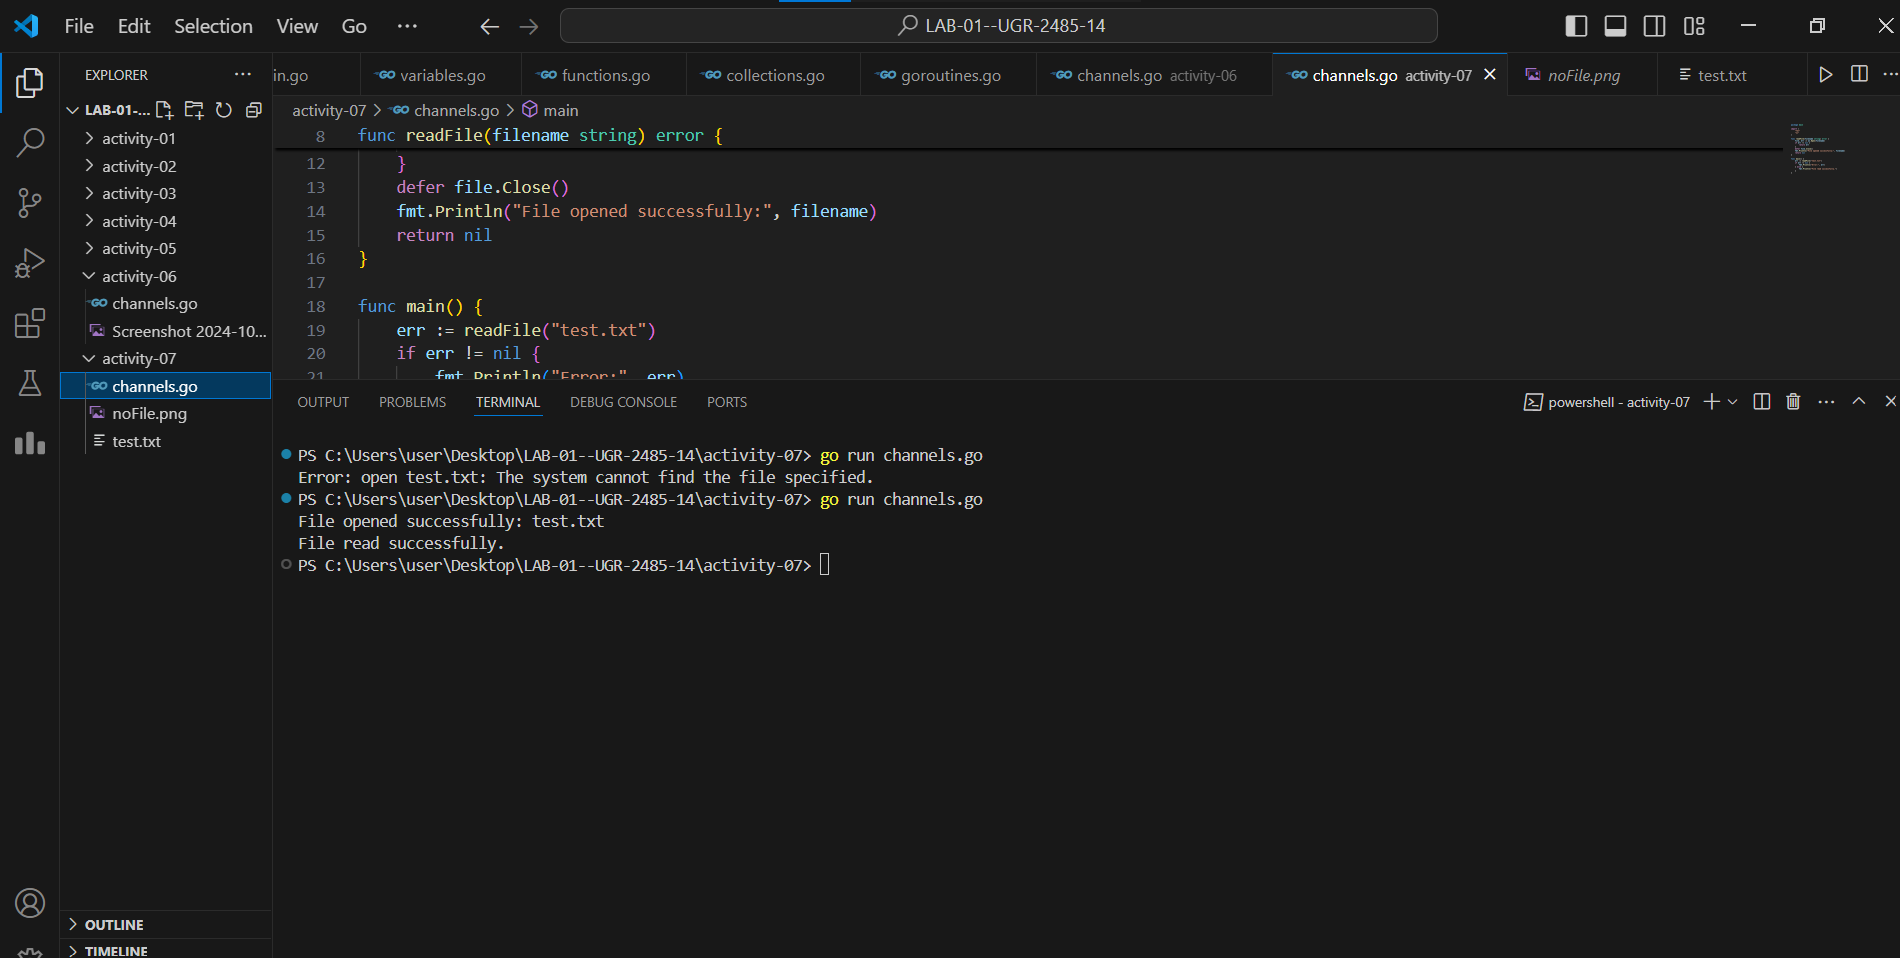 File Edit Selection View Go ··· LAB-01--UGR-2485-14
EXPLORER ···
in.go variables.go functions.go collections.go goroutines.go channels.go activity-06 channels.go activity-07 noFile.png test.txt ···
LAB-01-...
activity-01
activity-02
activity-03
activity-04
activity-05
activity-06
channels.go
Screenshot 2024-10...
activity-07
channels.go
noFile.png
test.txt
OUTLINE
TIMELINE
activity-07 > channels.go > main
8 func readFile(filename string) error {
12 }
13 defer file.Close()
14 fmt.Println("File opened successfully:", filename)
15 return nil
16 }
17
18 func main() {
19 err := readFile("test.txt")
20 if err != nil {
21 fmt.Println("Error:", err)
OUTPUT PROBLEMS TERMINAL DEBUG CONSOLE PORTS powershell - activity-07 ···
PS C:\Users\user\Desktop\LAB-01--UGR-2485-14\activity-07> go run channels.go
Error: open test.txt: The system cannot find the file specified.
PS C:\Users\user\Desktop\LAB-01--UGR-2485-14\activity-07> go run channels.go
File opened successfully: test.txt
File read successfully.
PS C:\Users\user\Desktop\LAB-01--UGR-2485-14\activity-07>